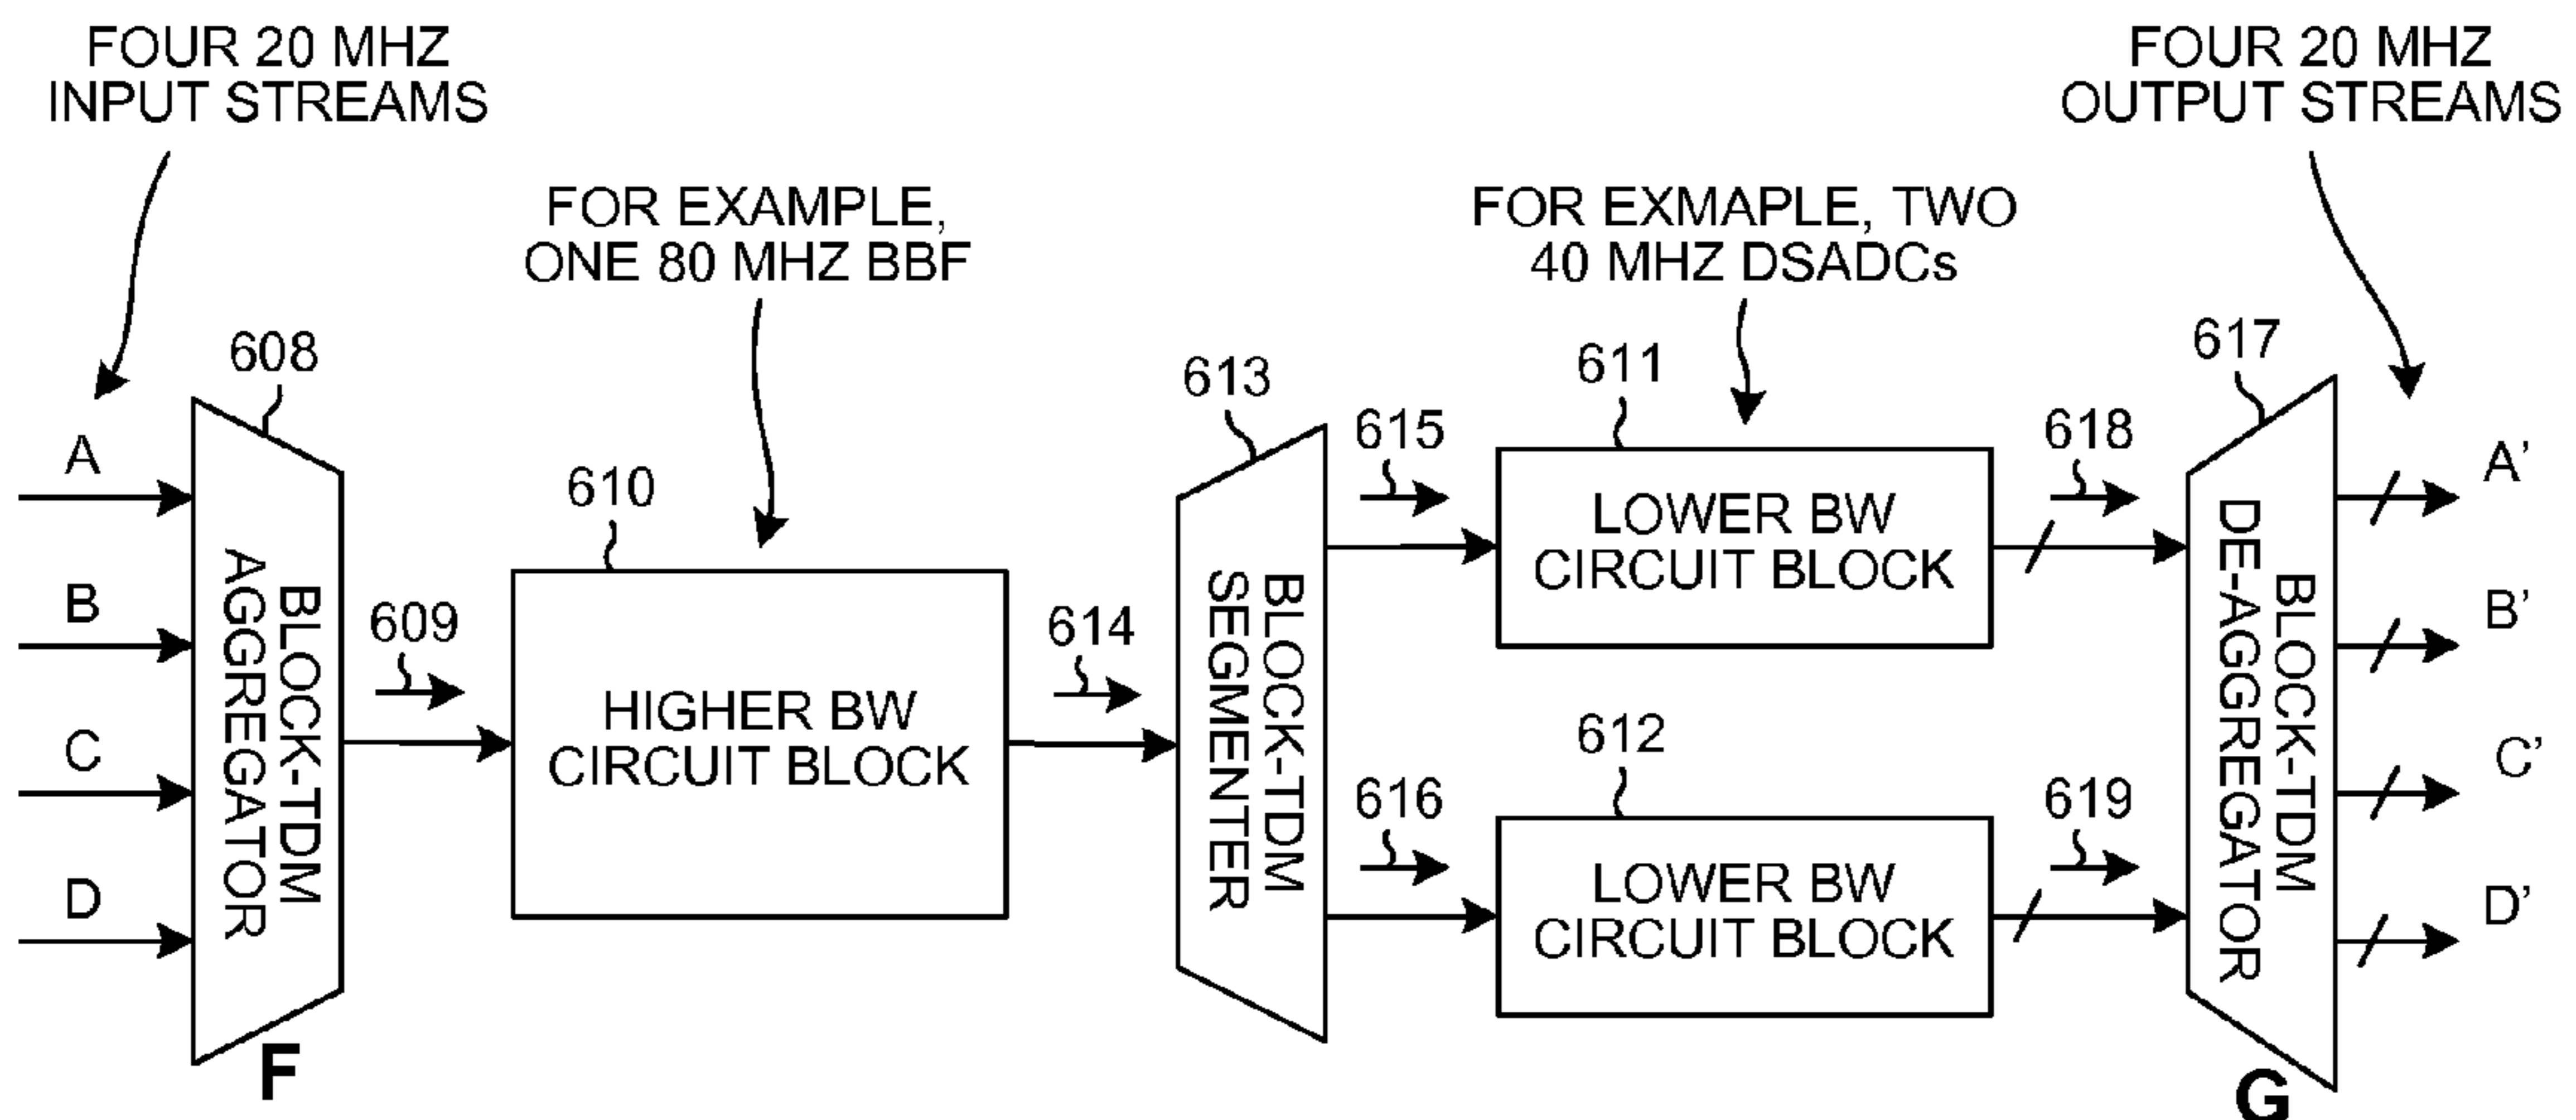 FOUR 20 MHZ
INPUT STREAMS
FOUR 20 MHZ
OUTPUT STREAMS
FOR EXAMPLE,
ONE 80 MHZ BBF
FOR EXMAPLE, TWO
40 MHZ DSADCs
608
A
B
C
D
BLOCK-TDM
AGGREGATOR
F
609
610
HIGHER BW
CIRCUIT BLOCK
614
613
BLOCK-TDM
SEGMENTER
615
611
LOWER BW
CIRCUIT BLOCK
618
616
612
LOWER BW
CIRCUIT BLOCK
619
617
BLOCK-TDM
DE-AGGREGATOR
G
A'
B'
C'
D'